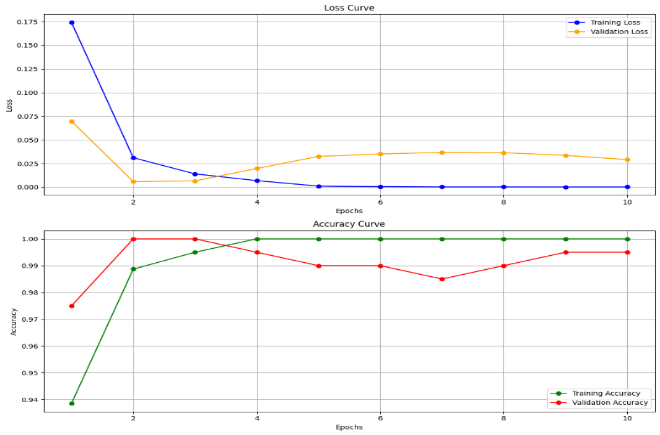 Loss Curve
0.175
0.150
0.125
0.100
0.075
0.050
0.025
0.000
Loss
Training Loss
Validation Loss
2 4 6 8 10
Epochs
Accuracy Curve
1.00
0.99
0.98
0.97
0.96
0.95
0.94
Accuracy
Training Accuracy
Validation Accuracy
2 4 6 8 10
Epochs